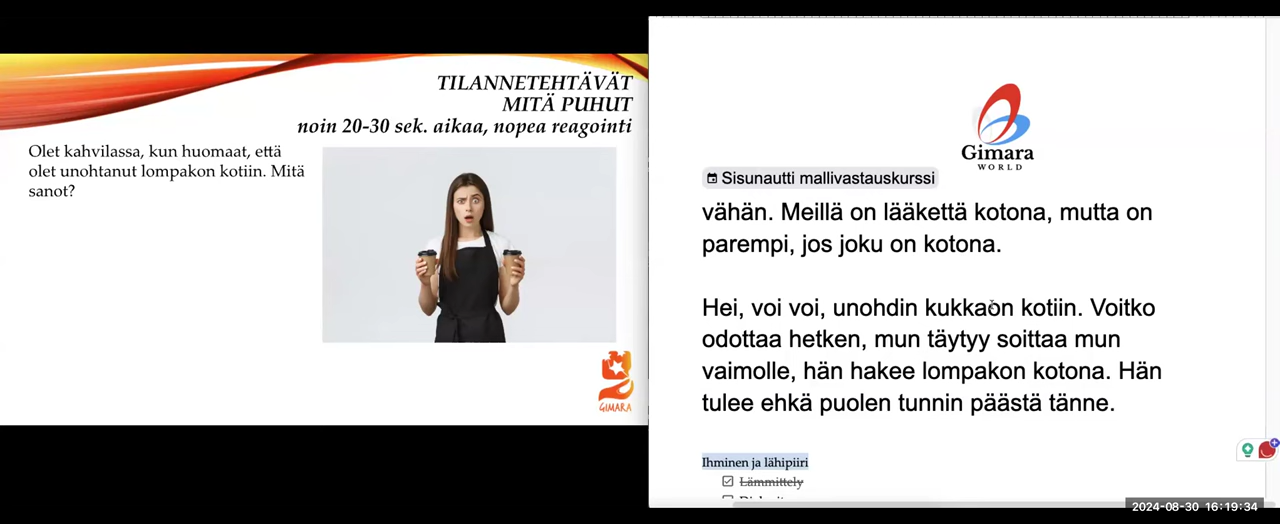 TILANNETEHTÄVÄT
MITÄ PUHUT
noin 20-30 sek. aikaa, nopea reagointi
Olet kahvilassa, kun huomaat, että
olet unohtanut lompakon kotiin. Mitä
sanot?
GIMARA
Gimara
WORLD
Sisunautti mallivastauskurssi
vähän. Meillä on lääkettä kotona, mutta on
parempi, jos joku on kotona.
Hei, voi voi, unohdin kukkaon kotiin. Voitko
odottaa hetken, mun täytyy soittaa mun
vaimolle, hän hakee lompakon kotona. Hän
tulee ehkä puolen tunnin päästä tänne.
Ihminen ja lähipiiri
Lämmittely
2024-08-30 16:19:34